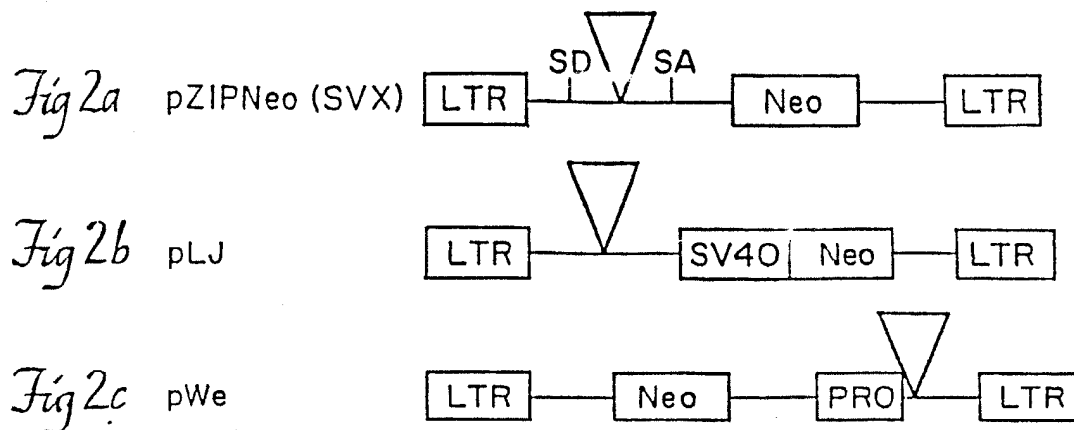 SD SA
Fig 2a pZIPNeo (SVX) LTR Neo LTR
Fig 2b pLJ LTR SV40 Neo LTR
Fig 2c pWe LTR Neo PRO LTR